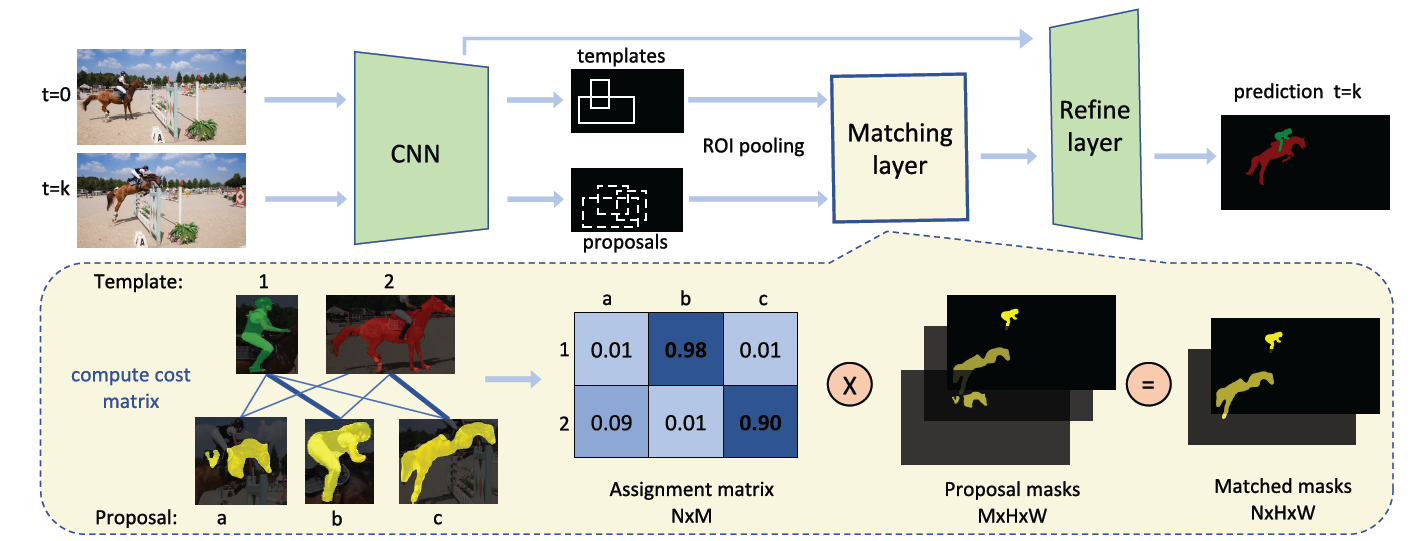 t=0
t=k
CNN
templates
proposals
ROI pooling
Matching
layer
Refine
layer
prediction t=k
Template:
1
2
compute cost
matrix
Proposal:
a
b
c
a
b
c
1
0.01
0.98
0.01
2
0.09
0.01
0.90
Assignment matrix
NxM
X
Proposal masks
MxHxW
=
Matched masks
NxHxW